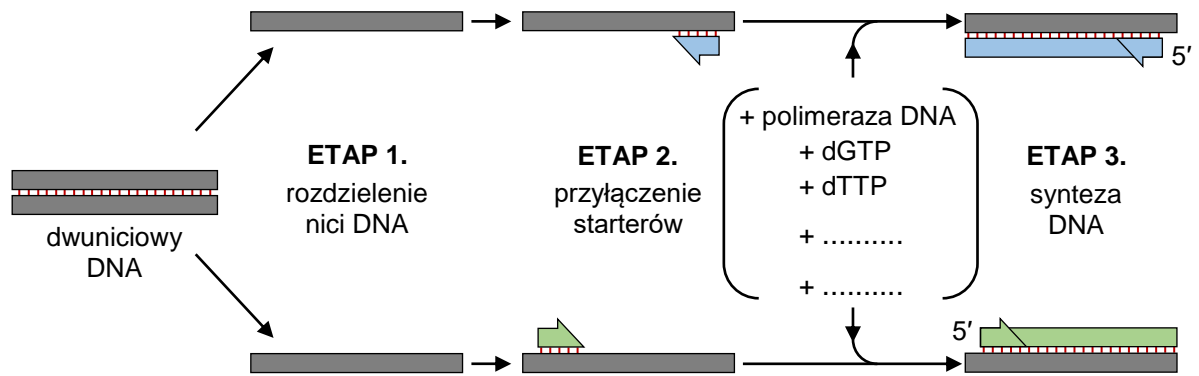 5′
+ polimeraza DNA
+ dGTP
+ dTTP
+ ..........
+ ..........
ETAP 1.
rozdzielenie
nici DNA
ETAP 2.
przyłączenie
starterów
ETAP 3.
synteza
DNA
dwuniciowy
DNA
5′